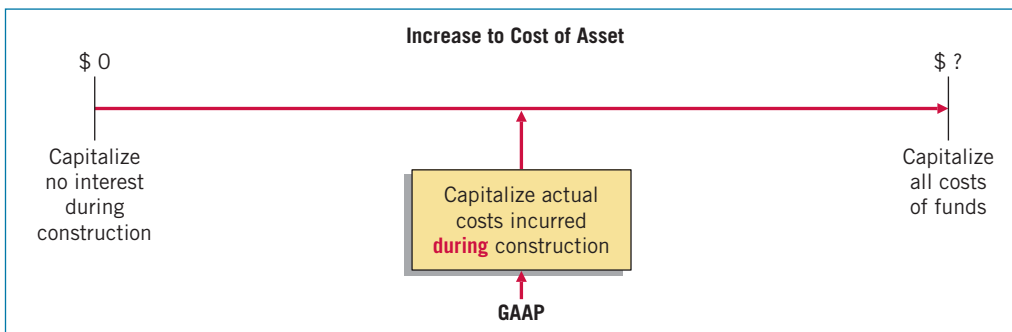 Increase to Cost of Asset
$ 0
$ ?
Capitalize
no interest
during
construction
Capitalize actual
costs incurred
during construction
Capitalize
all costs
of funds
GAAP